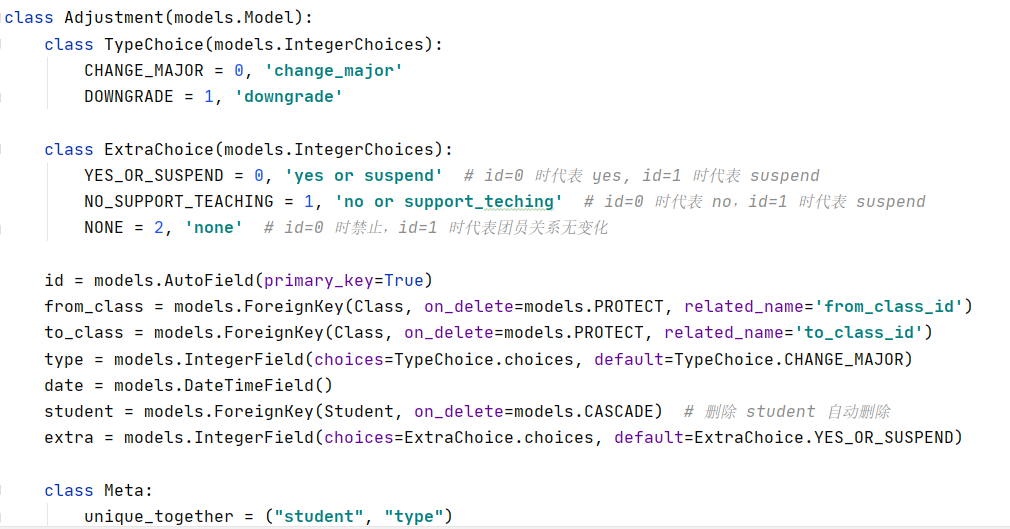 class Adjustment(models.Model):
    class TypeChoice(models.IntegerChoices):
        CHANGE_MAJOR = 0, 'change_major'
        DOWNGRADE = 1, 'downgrade'
    class ExtraChoice(models.IntegerChoices):
        YES_OR_SUSPEND = 0, 'yes or suspend'  # id=0 时代表 yes, id=1 时代表 suspend
        NO_SUPPORT_TEACHING = 1, 'no or support_teching'  # id=0 时代表 no，id=1 时代表 suspend
        NONE = 2, 'none'  # id=0 时禁止，id=1 时代表团员关系无变化
    id = models.AutoField(primary_key=True)
    from_class = models.ForeignKey(Class, on_delete=models.PROTECT, related_name='from_class_id')
    to_class = models.ForeignKey(Class, on_delete=models.PROTECT, related_name='to_class_id')
    type = models.IntegerField(choices=TypeChoice.choices, default=TypeChoice.CHANGE_MAJOR)
    date = models.DateTimeField()
    student = models.ForeignKey(Student, on_delete=models.CASCADE)  # 删除 student 自动删除
    extra = models.IntegerField(choices=ExtraChoice.choices, default=ExtraChoice.YES_OR_SUSPEND)
    class Meta:
        unique_together = ("student", "type")